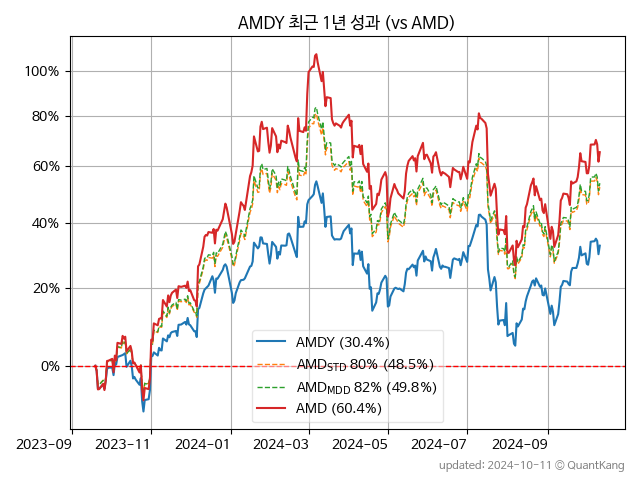 AMDY 최근 1년 성과 (vs AMD)
100%
80%
60%
40%
20%
0%
AMDY (30.4%)
AMD_STD 80% (48.5%)
AMD_MDD 82% (49.8%)
AMD (60.4%)
2023-09 2023-11 2024-01 2024-03 2024-05 2024-07 2024-09
updated: 2024-10-11 © QuantKang